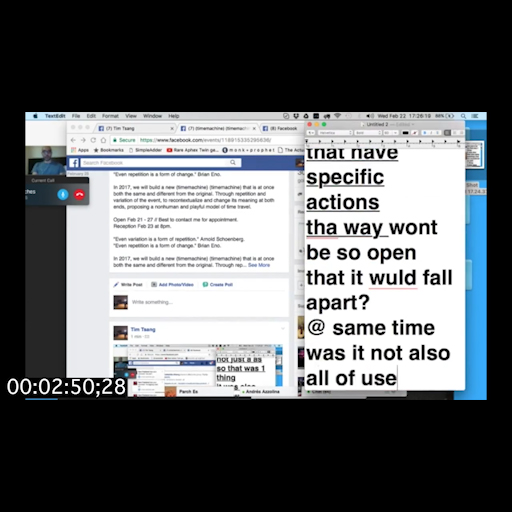 TextEdit File Edit Format View Window Help
Wed Feb 22 17:28:18
(7) Tim Tsang
(7) (timemachine) (timemach
(8) Facebook
Secure https://www.facebook.com/events/
Apps Bookmarks SimpleAdder Rare Aphex Twin ge... monkprophet The Ac
Search Facebook
Current Call
"Even repetition is a form of change." Brian Eno.
In 2017, we will build a new (timemachine) (timemachine) that is at once
both the same and different from the original. Through repetition and
variation of the event, to recontextualize and change its meaning at both
ends, proposing a nonhuman and playful model of time travel.
Open Feb 21 - 27 // Best to contact me for appointment.
Reception Feb 23 at 8pm.
"Even variation is a form of repetition." Arnold Schoenberg.
"Even repetition is a form of change." Brian Eno.
In 2017, we will build a new (timemachine) (timemachine) that is at once
both the same and different from the original. Through rep... See More
Write Post Add Photo/Video Create Poll
Write something...
Tim Tsang
not just a as
so that was 1
thing
it was also
Untitled 2
that have
specific
actions
tha way wont
be so open
that it wuld fall
apart?
@ same time
was it not also
all of use
00:02:50;28